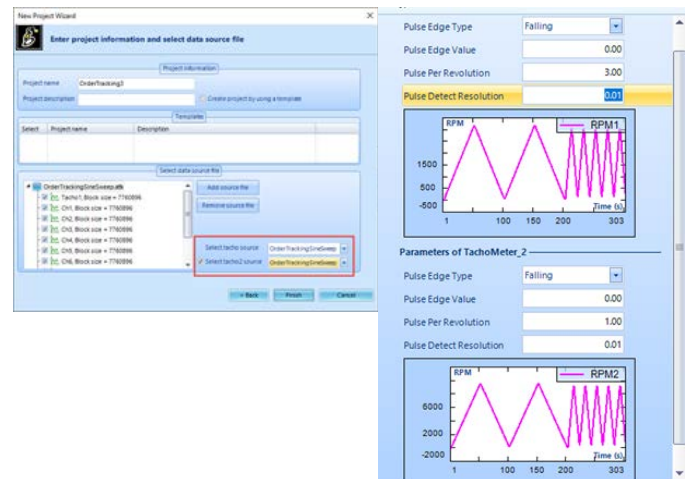 New Project Wizard
Enter project information and select data source file
Project information
Project name OrderTracking3
Project description Create project by using a template
Templates
Select Project name Description
Select data source file
OrderTrackingSineSweep.atk
Tacho1, Block size = 7760896
Ch1, Block size = 7760896
Ch2, Block size = 7760896
Ch3, Block size = 7760896
Ch4, Block size = 7760896
Ch5, Block size = 7760896
Ch6, Block size = 7760896
Add source file
Remove source file
Select tacho source OrderTrackingSineSweep
Select tacho2 source OrderTrackingSineSweep
< Back Finish Cancel
Pulse Edge Type Falling
Pulse Edge Value 0.00
Pulse Per Revolution 3.00
Pulse Detect Resolution 0.01
RPM RPM1
1500
500
-500
Time (s)
1 100 150 200 303
Parameters of TachoMeter_2
Pulse Edge Type Falling
Pulse Edge Value 0.00
Pulse Per Revolution 1.00
Pulse Detect Resolution 0.01
RPM RPM2
6000
2000
-2000
Time (s)
1 100 150 200 303